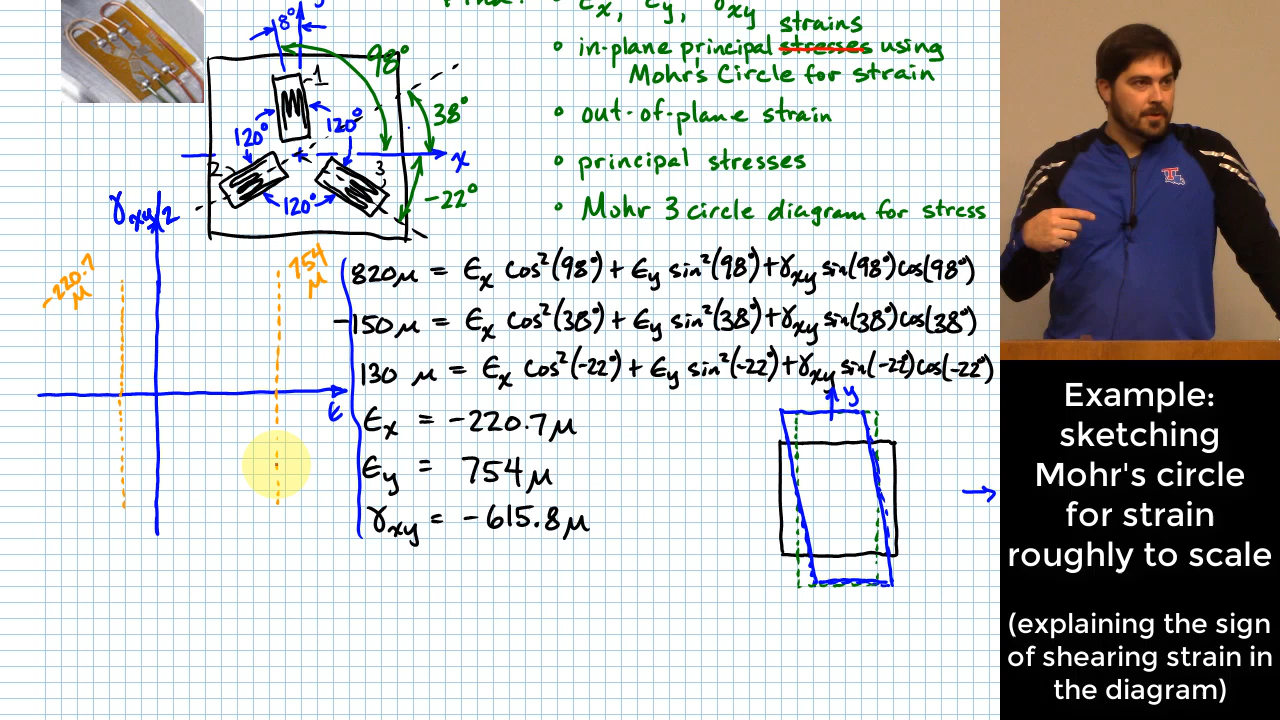 Find: • εx, εy, γxy strains
• in-plane principal stresses using
Mohr's Circle for strain
• out-of-plane strain
• principal stresses
• Mohr 3 circle diagram for stress
8°
98°
1
38°
120°
120°
x
2
3
120°
-22°
γxy/2
-220.7
μ
754
μ
ε
820μ = εx cos²(98°) + εy sin²(98°) + γxy sin(98°) cos(98°)
-150μ = εx cos²(38°) + εy sin²(38°) + γxy sin(38°) cos(38°)
130 μ = εx cos²(-22°) + εy sin²(-22°) + γxy sin(-22°) cos(-22°)
εx = -220.7μ
εy = 754μ
γxy = -615.8μ
y
Example:
sketching
Mohr's circle
for strain
roughly to scale
(explaining the sign
of shearing strain in
the diagram)